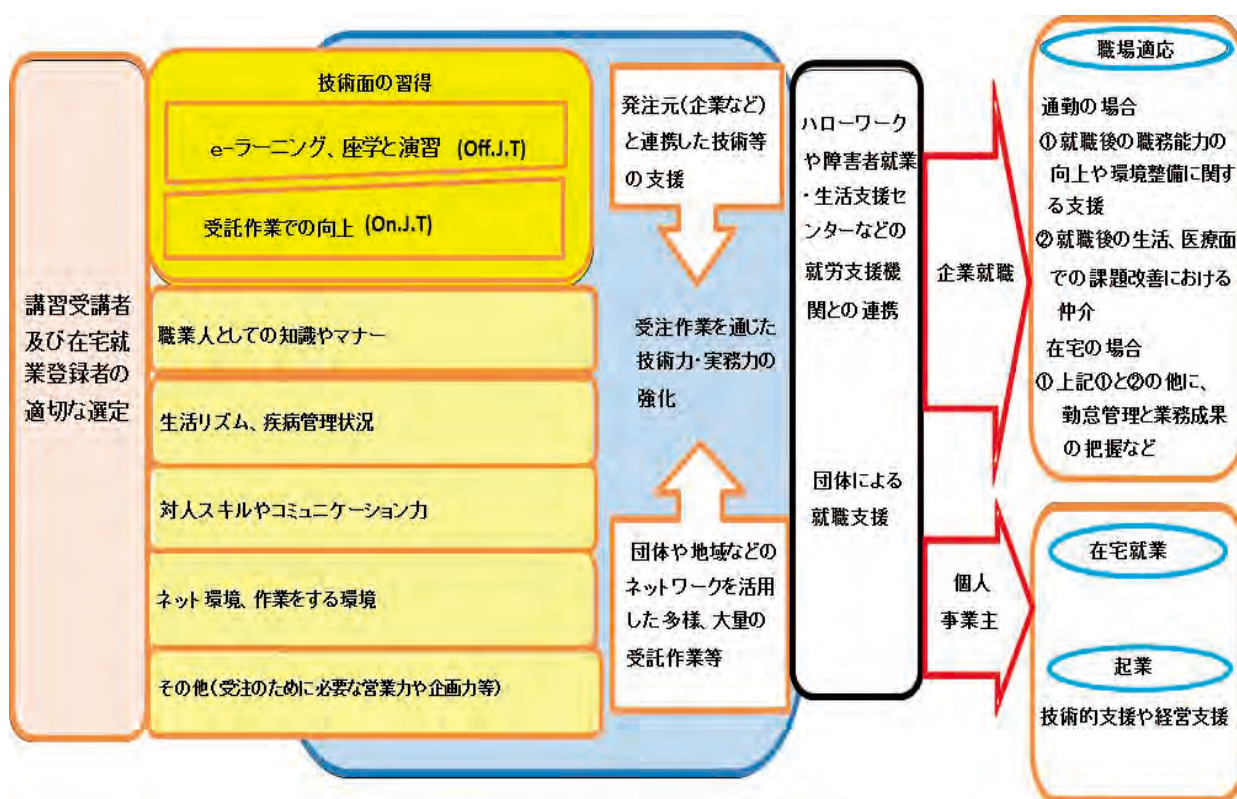 講習受講者
及び在宅就
業登録者の
適切な選定
技術面の習得
e-ラーニング、座学と演習 (Off.J.T)
受託作業での向上 (On.J.T)
職業人としての知識やマナー
生活リズム、疾病管理状況
対人スキルやコミュニケーション力
ネット環境、作業をする環境
その他(受注のために必要な営業力や企画力等)
発注元(企業など)
と連携した技術等
の支援
受注作業を通じた
技術力・実務力の
強化
団体や地域などの
ネットワークを活用
した多様、大量の
受託作業等
ハローワーク
や障害者就業
・生活支援セ
ンターなどの
就労支援機
関との連携
団体による
就職支援
企業就職
個人
事業主
職場適応
通勤の場合
①就職後の職務能力の
向上や環境整備に関す
る支援
②就職後の生活、医療面
での課題改善における
仲介
在宅の場合
①上記①と②の他に、
勤怠管理と業務成果
の把握など
在宅就業
起業
技術的支援や経営支援